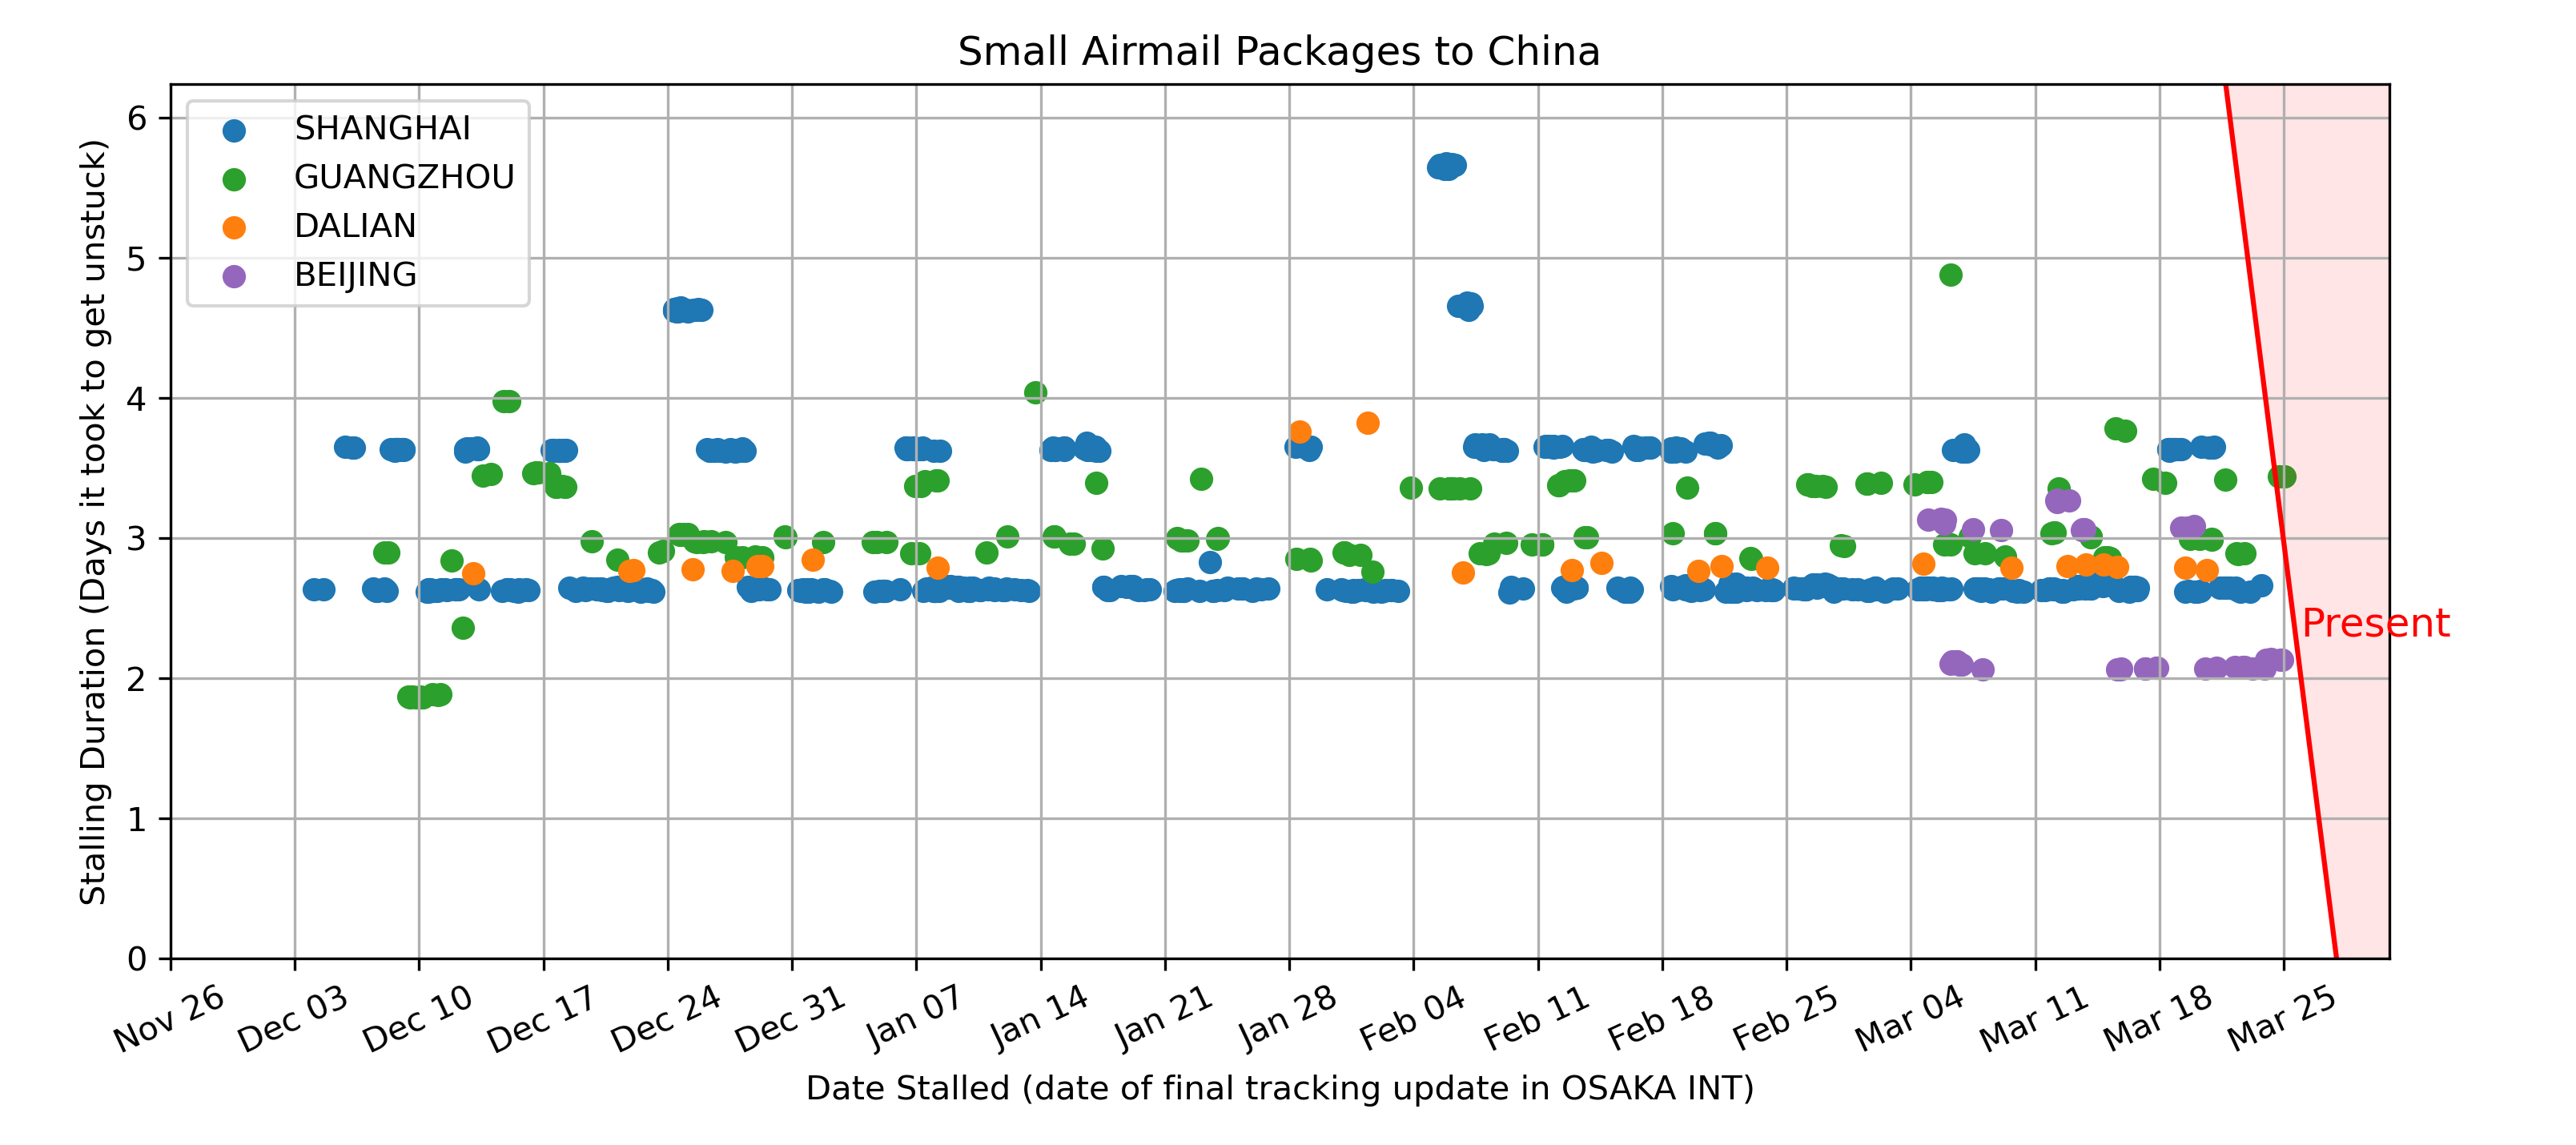 Small Airmail Packages to China
Stalling Duration (Days it took to get unstuck)
6
5
4
3
2
1
0
SHANGHAI
GUANGZHOU
DALIAN
BEIJING
Present
Nov 26
Dec 03
Dec 10
Dec 17
Dec 24
Dec 31
Jan 07
Jan 14
Jan 21
Jan 28
Feb 04
Feb 11
Feb 18
Feb 25
Mar 04
Mar 11
Mar 18
Mar 25
Date Stalled (date of final tracking update in OSAKA INT)